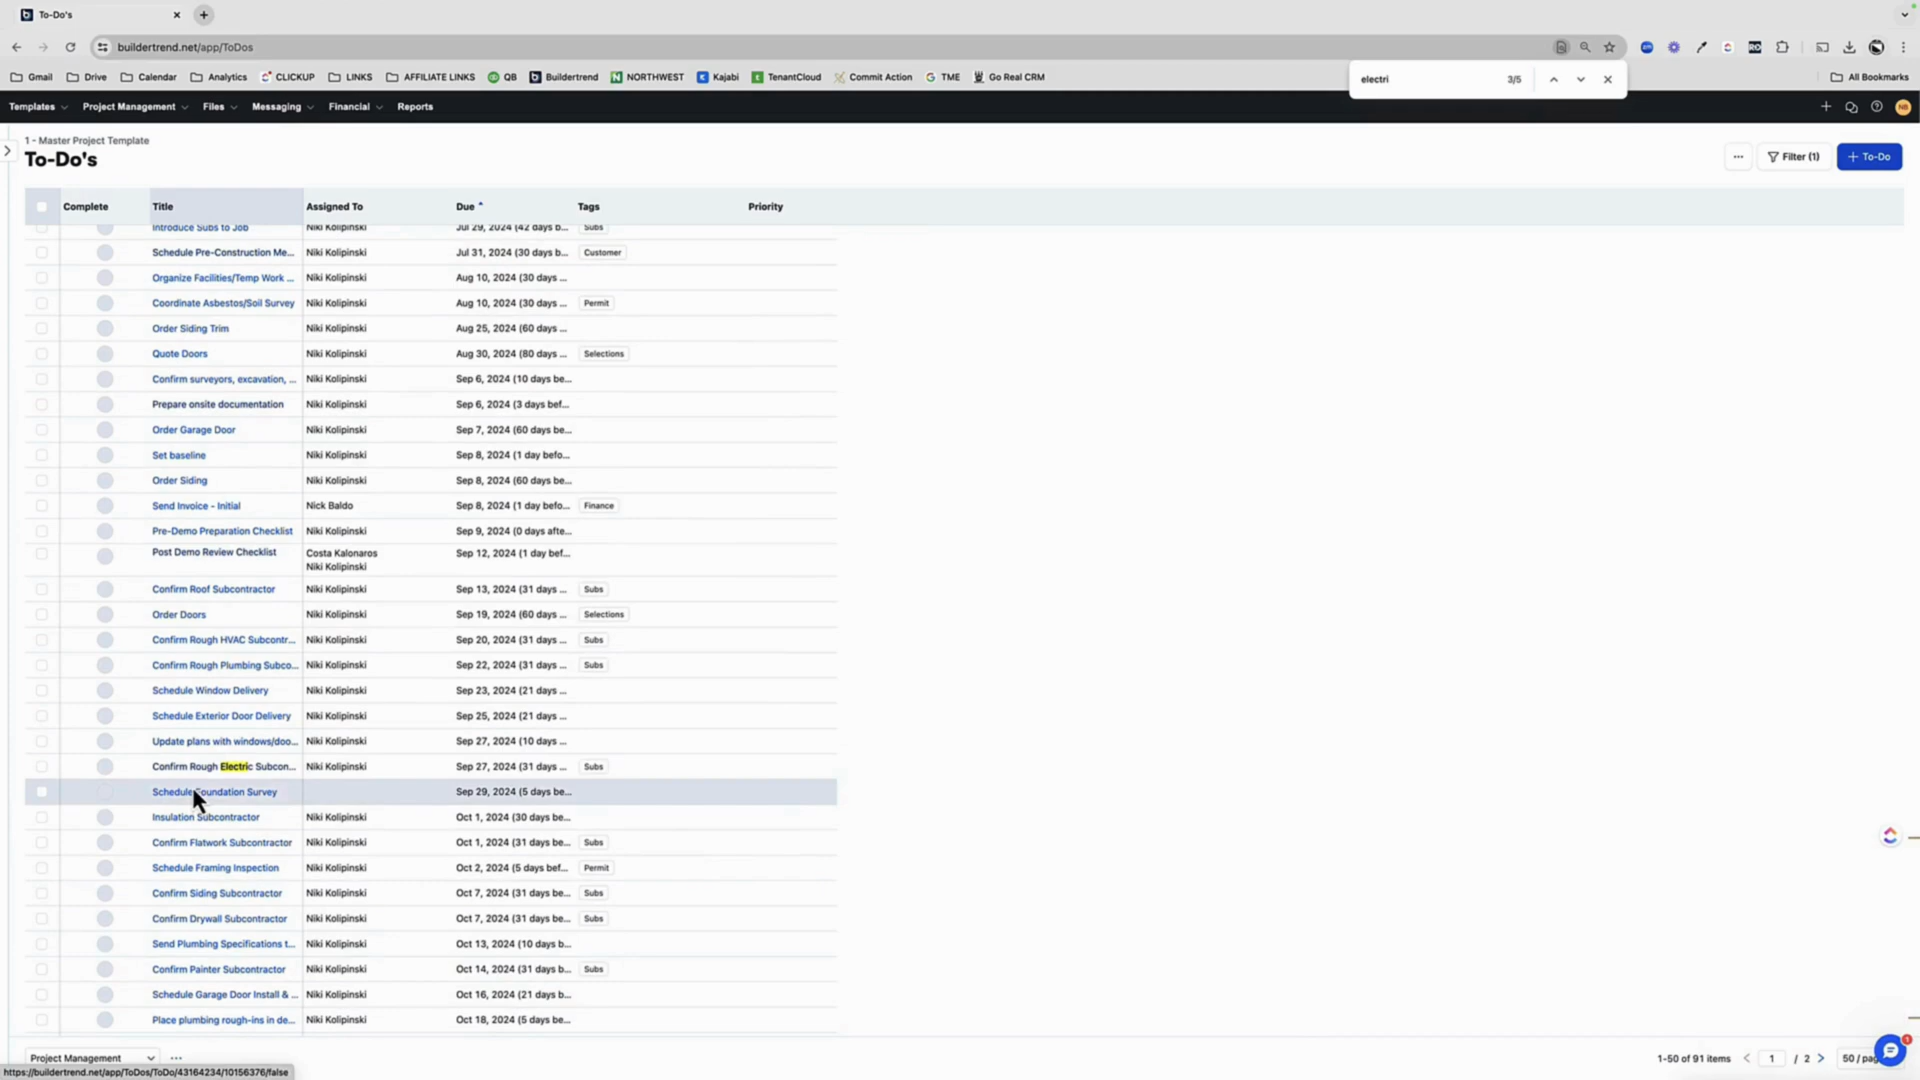 To-Do's
buildertrend.net/app/ToDos
Gmail Drive Calendar Analytics CLICKUP LINKS AFFILIATE LINKS QB Buildertrend NORTHWEST Kajabi TenantCloud Commit Action TME Go Real CRM All Bookmarks
electri 3/5
Templates Project Management Files Messaging Financial Reports
1 - Master Project Template
To-Do's
Filter (1) + To-Do
Complete Title Assigned To Due Tags Priority
Introduce Subs to Job Niki Kolipinski Jul 29, 2024 (42 days b... Subs
Schedule Pre-Construction Me... Niki Kolipinski Jul 31, 2024 (30 days b... Customer
Organize Facilities/Temp Work ... Niki Kolipinski Aug 10, 2024 (30 days ...
Coordinate Asbestos/Soil Survey Niki Kolipinski Aug 10, 2024 (30 days ... Permit
Order Siding Trim Niki Kolipinski Aug 25, 2024 (60 days ...
Quote Doors Niki Kolipinski Aug 30, 2024 (80 days ... Selections
Confirm surveyors, excavation, ... Niki Kolipinski Sep 6, 2024 (10 days be...
Prepare onsite documentation Niki Kolipinski Sep 6, 2024 (3 days bef...
Order Garage Door Niki Kolipinski Sep 7, 2024 (60 days be...
Set baseline Niki Kolipinski Sep 8, 2024 (1 day befo...
Order Siding Niki Kolipinski Sep 8, 2024 (60 days be...
Send Invoice - Initial Nick Baldo Sep 8, 2024 (1 day befo... Finance
Pre-Demo Preparation Checklist Niki Kolipinski Sep 9, 2024 (0 days afte...
Post Demo Review Checklist Costa Kalonaros Sep 12, 2024 (1 day bef...
Niki Kolipinski
Confirm Roof Subcontractor Niki Kolipinski Sep 13, 2024 (31 days ... Subs
Order Doors Niki Kolipinski Sep 19, 2024 (60 days ... Selections
Confirm Rough HVAC Subcontr... Niki Kolipinski Sep 20, 2024 (31 days ... Subs
Confirm Rough Plumbing Subco... Niki Kolipinski Sep 22, 2024 (31 days ... Subs
Schedule Window Delivery Niki Kolipinski Sep 23, 2024 (21 days ...
Schedule Exterior Door Delivery Niki Kolipinski Sep 25, 2024 (21 days ...
Update plans with windows/doo... Niki Kolipinski Sep 27, 2024 (10 days ...
Confirm Rough Electric Subcon... Niki Kolipinski Sep 27, 2024 (31 days ... Subs
Schedule Foundation Survey Sep 29, 2024 (5 days be...
Insulation Subcontractor Niki Kolipinski Oct 1, 2024 (30 days be...
Confirm Flatwork Subcontractor Niki Kolipinski Oct 1, 2024 (31 days be... Subs
Schedule Framing Inspection Niki Kolipinski Oct 2, 2024 (5 days bef... Permit
Confirm Siding Subcontractor Niki Kolipinski Oct 7, 2024 (31 days be... Subs
Confirm Drywall Subcontractor Niki Kolipinski Oct 7, 2024 (31 days be... Subs
Send Plumbing Specifications t... Niki Kolipinski Oct 13, 2024 (10 days b...
Confirm Painter Subcontractor Niki Kolipinski Oct 14, 2024 (31 days b... Subs
Schedule Garage Door Install & ... Niki Kolipinski Oct 16, 2024 (21 days b...
Place plumbing rough-ins in de... Niki Kolipinski Oct 18, 2024 (5 days be...
Project Management 1-50 of 91 items 1 / 2 50 /
https://buildertrend.net/app/ToDos/ToDo/43164234/10156376/false